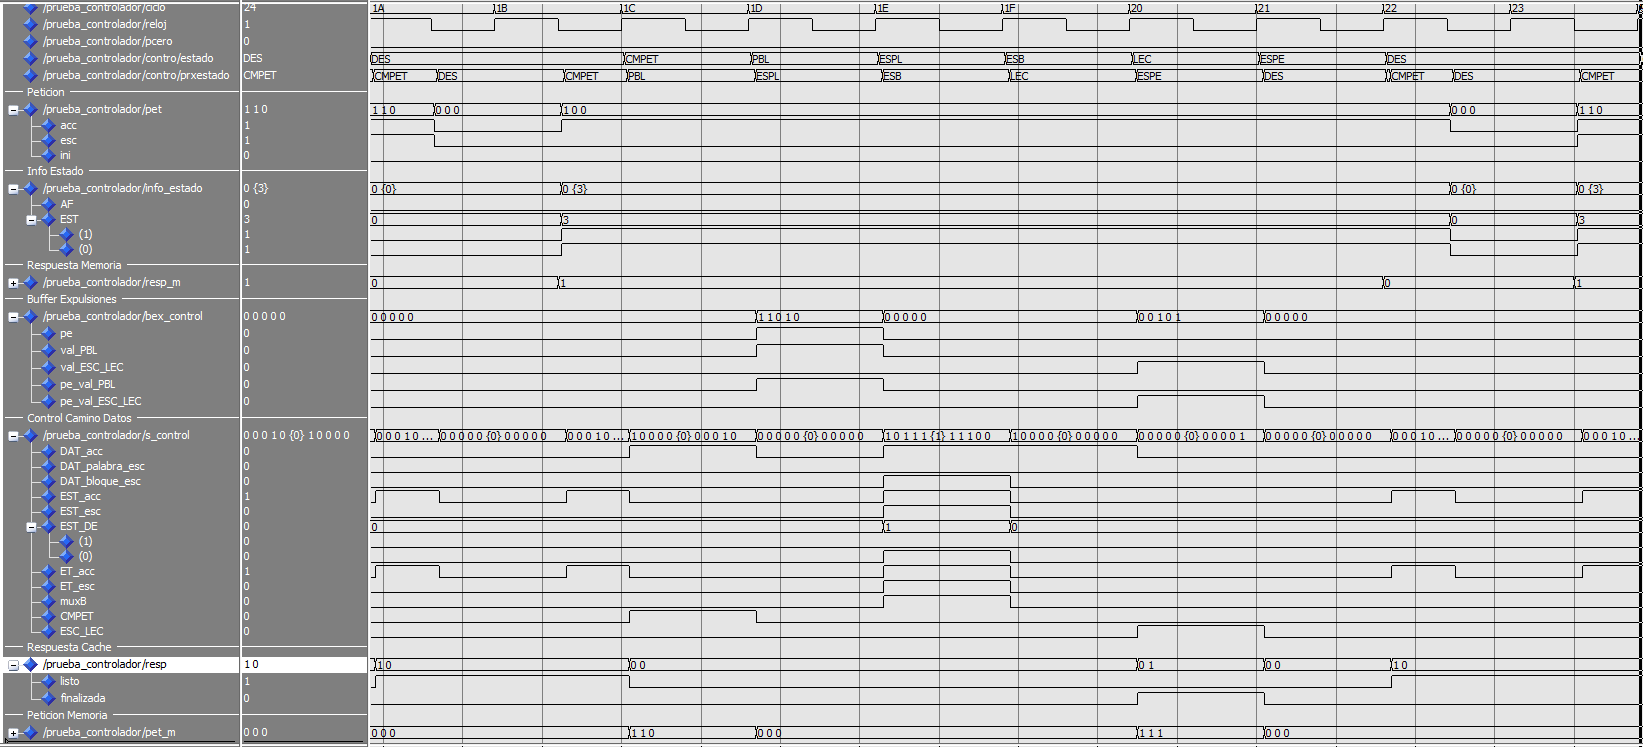 /prueba_controlador/ciclo 24 1A 1B 1C 1D 1E 1F 20 21 22 23
/prueba_controlador/reloj 1
/prueba_controlador/pcero 0
/prueba_controlador/contro/estado DES DES CMPET PBL ESPL ESB LEC ESPE DES
/prueba_controlador/contro/prxestado CMPET CMPET DES CMPET PBL ESPL ESB LEC ESPE DES CMPET DES CMPET
Peticion
/prueba_controlador/pet 1 1 0 1 1 0 0 0 0 1 0 0 0 0 0 1 1 0
acc 1
esc 1
ini 0
Info Estado
/prueba_controlador/info_estado 0 {3} 0 {0} 0 {3} 0 {0} 0 {3}
AF 0
EST 3 0 3 0 3
(1) 1
(0) 1
Respuesta Memoria
/prueba_controlador/resp_m 1 0 1 0 1
Buffer Expulsiones
/prueba_controlador/bex_control 0 0 0 0 0 0 0 0 0 0 1 1 0 1 0 0 0 0 0 0 0 0 1 0 1 0 0 0 0 0
pe 0
val_PBL 0
val_ESC_LEC 0
pe_val_PBL 0
pe_val_ESC_LEC 0
Control Camino Datos
/prueba_controlador/s_control 0 0 0 1 0 {0} 1 0 0 0 0 0 0 0 1 0 ... 0 0 0 0 0 {0} 0 0 0 0 0 0 0 0 1 0 ... 1 0 0 0 0 {0} 0 0 0 1 0 0 0 0 0 0 {0} 0 0 0 0 0 1 0 1 1 1 {1} 1 1 1 0 0 1 0 0 0 0 {0} 0 0 0 0 0 0 0 0 0 0 {0} 0 0 0 0 1 0 0 0 0 0 {0} 0 0 0 0 0 0 0 0 1 0 ... 0 0 0 0 0 {0} 0 0 0 0 0 0 0 0 1 0 ...
DAT_acc 0
DAT_palabra_esc 0
DAT_bloque_esc 0
EST_acc 1
EST_esc 0
EST_DE 0 0 1 0
(1) 0
(0) 0
ET_acc 1
ET_esc 0
muxB 0
CMPET 0
ESC_LEC 0
Respuesta Cache
/prueba_controlador/resp 1 0 1 0 0 0 0 1 0 0 1 0
listo 1
finalizada 0
Peticion Memoria
/prueba_controlador/pet_m 0 0 0 0 0 0 1 1 0 0 0 0 1 1 1 0 0 0